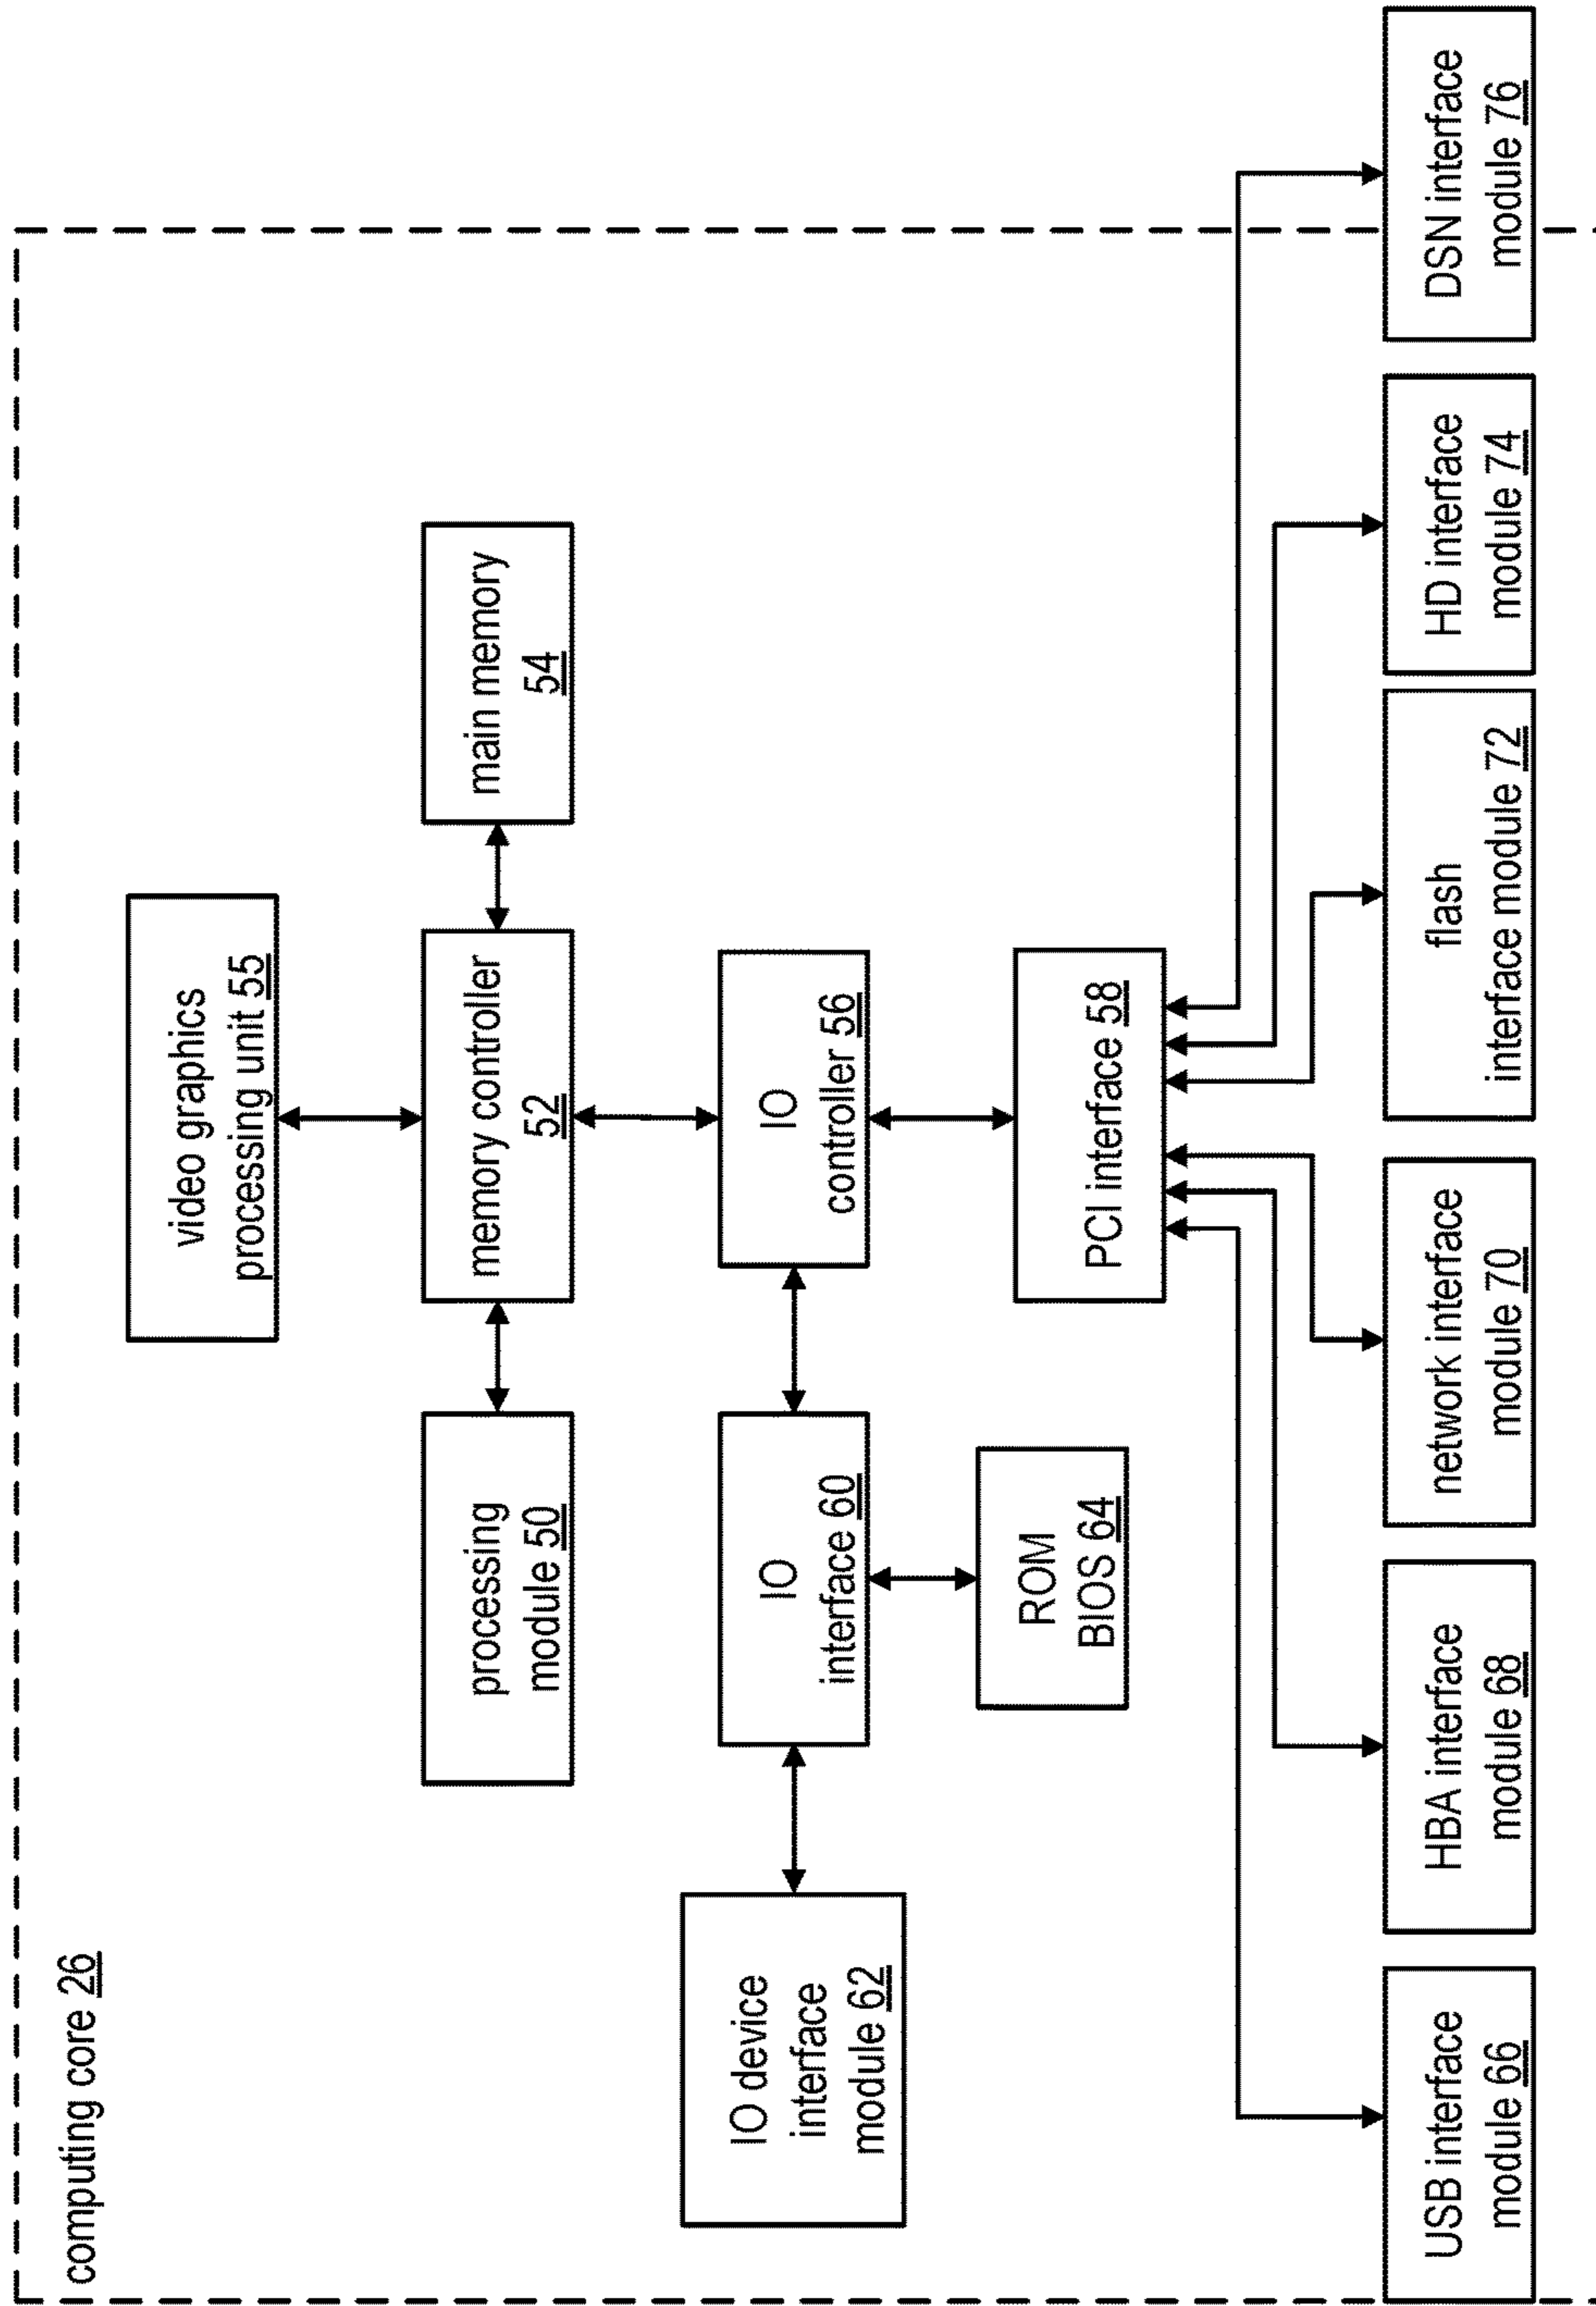 computing core 26
video graphics
processing unit 55
processing
module 50
memory controller
52
main memory
54
IO device
interface
module 62
IO
interface 60
IO
controller 56
ROM
BIOS 64
PCI interface 58
USB interface
module 66
HBA interface
module 68
network interface
module 70
flash
interface module 72
HD interface
module 74
DSN interface
module 76